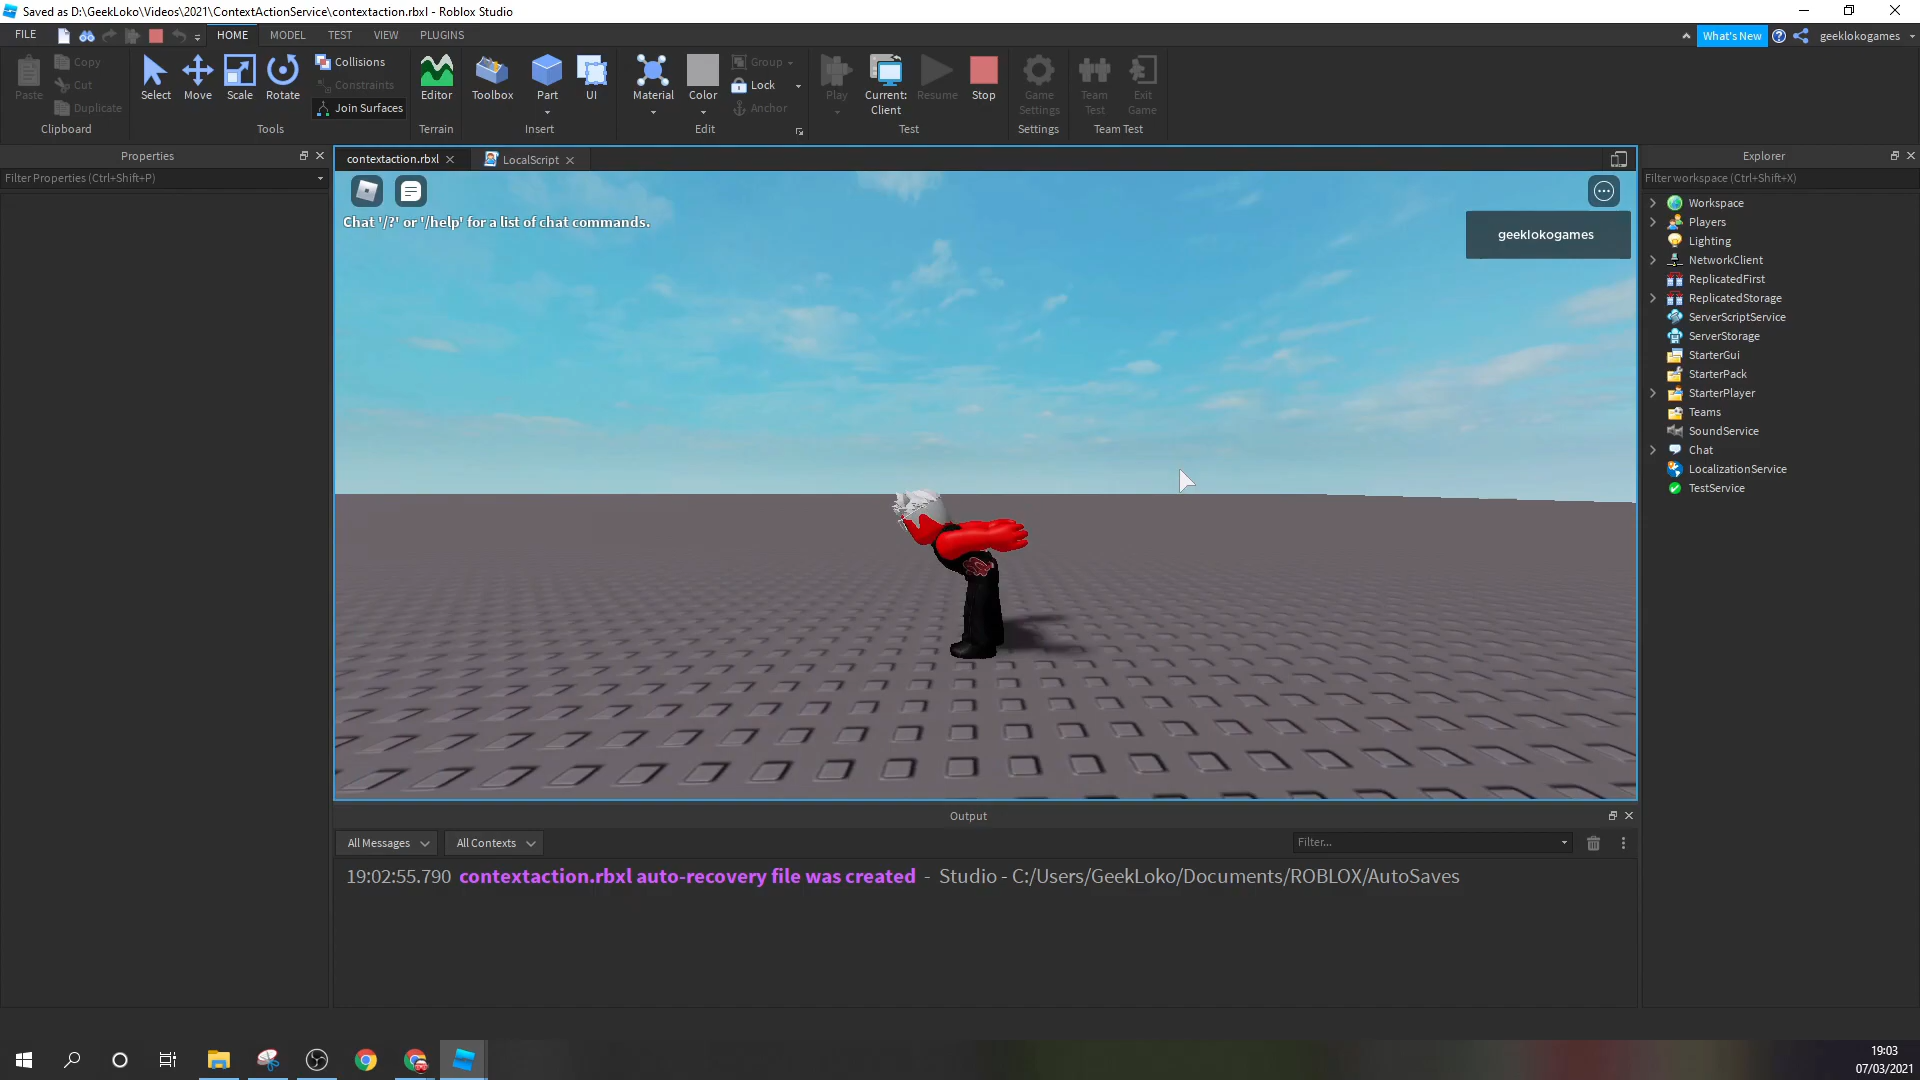 Saved as D:\GeekLoko\Videos\2021\ContextActionService\contextaction.rbxl - Roblox Studio
FILE HOME MODEL TEST VIEW PLUGINS What's New geeklokogames
Paste Copy Cut Duplicate Clipboard
Select Move Scale Rotate Collisions Constraints Join Surfaces Tools
Editor Terrain
Toolbox Part UI Insert
Material Color Group Lock Anchor Edit
Play Current: Client Resume Stop Test
Game Settings Settings
Team Test Exit Game Team Test
Properties
Filter Properties (Ctrl+Shift+P)
contextaction.rbxl LocalScript
Chat '/?' or '/help' for a list of chat commands.
geeklokogames
Explorer
Filter workspace (Ctrl+Shift+X)
Workspace
Players
Lighting
NetworkClient
ReplicatedFirst
ReplicatedStorage
ServerScriptService
ServerStorage
StarterGui
StarterPack
StarterPlayer
Teams
SoundService
Chat
LocalizationService
TestService
Output
All Messages All Contexts Filter...
19:02:55.790 contextaction.rbxl auto-recovery file was created - Studio - C:/Users/GeekLoko/Documents/ROBLOX/AutoSaves
19:03
07/03/2021